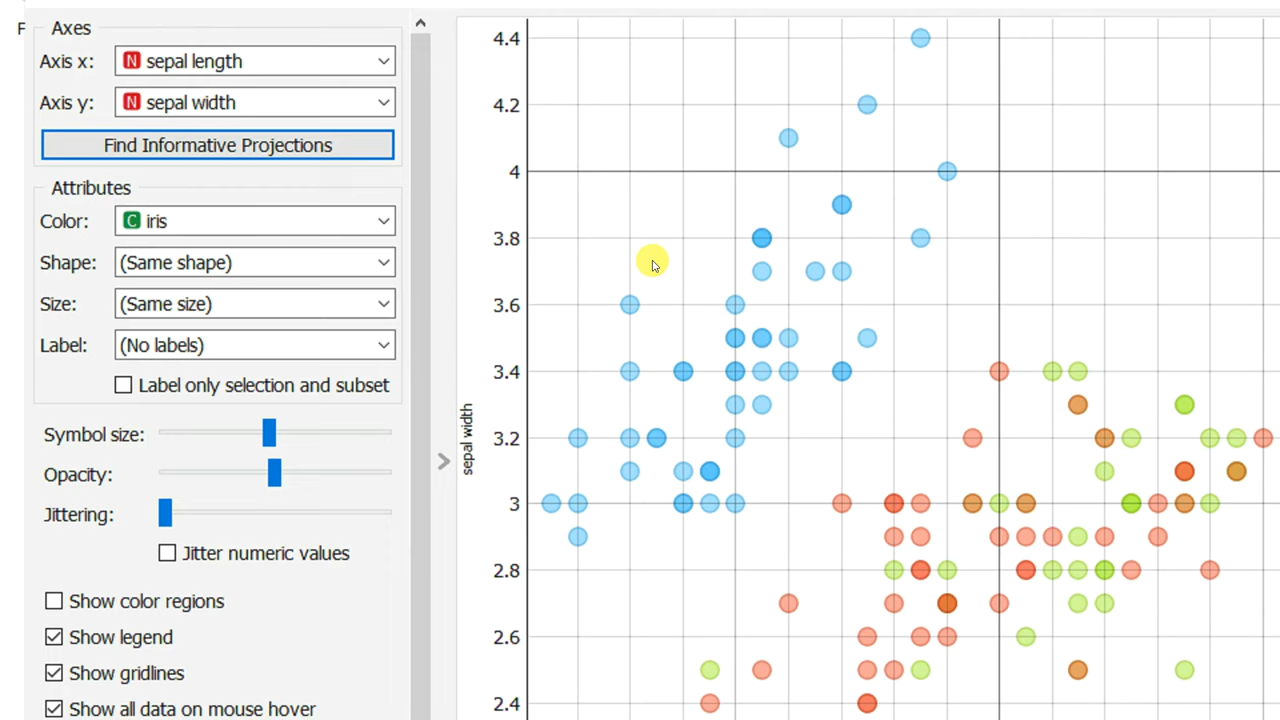 F
Axes
Axis x: N sepal length
Axis y: N sepal width
Find Informative Projections
Attributes
Color: C iris
Shape: (Same shape)
Size: (Same size)
Label: (No labels)
Label only selection and subset
Symbol size:
Opacity:
Jittering:
Jitter numeric values
Show color regions
Show legend
Show gridlines
Show all data on mouse hover
sepal width
4.4
4.2
4
3.8
3.6
3.4
3.2
3
2.8
2.6
2.4